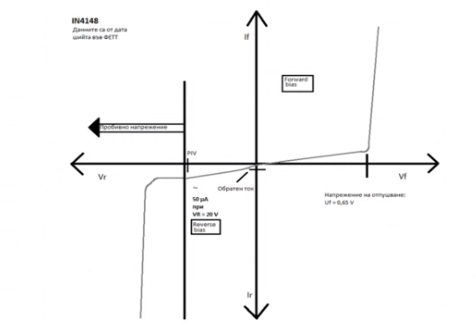 IN4148
Данните са от дата
шийта във ФЕТТ
If
Forward
bias
Пробивно напрежение
PIV
Vr
Vf
Обратен ток
50 μA
при
VR = 20 V
Напрежение на отпушване:
Uf = 0,65 V
Reverse
bias
Ir